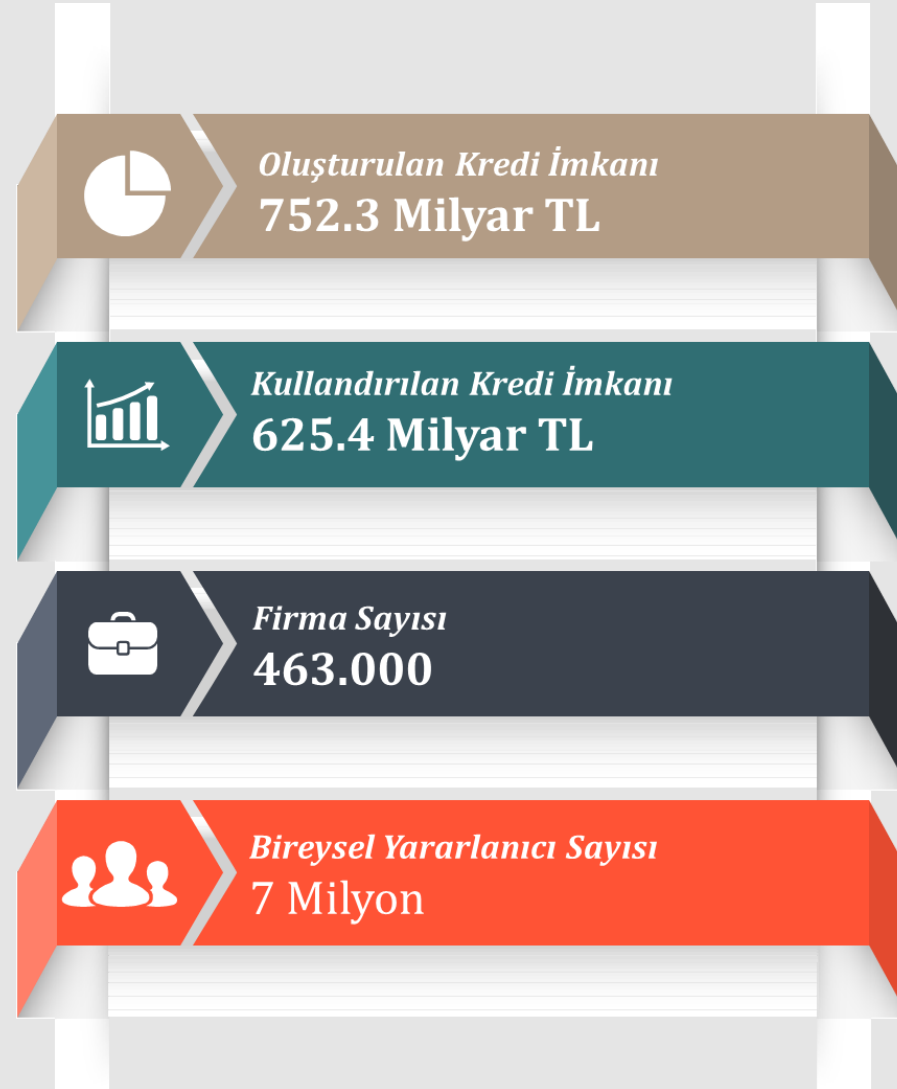 Oluşturulan Kredi İmkanı
752.3 Milyar TL
Kullandırılan Kredi İmkanı
625.4 Milyar TL
Firma Sayısı
463.000
Bireysel Yararlanıcı Sayısı
7 Milyon